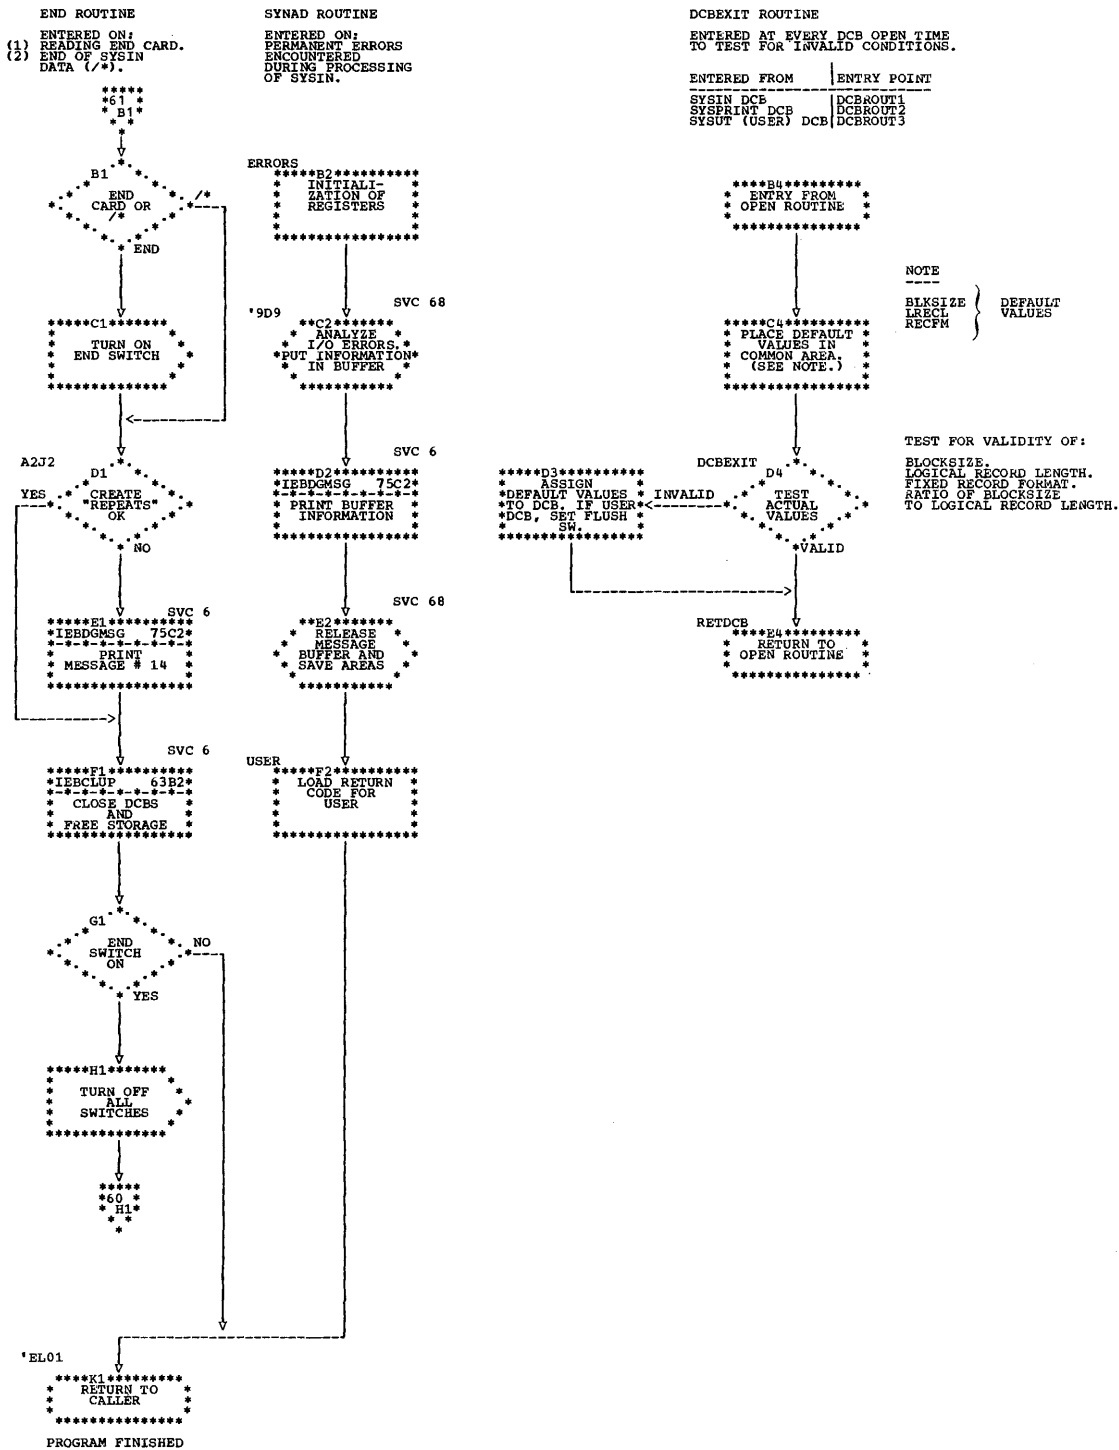 END ROUTINE
ENTERED ON:
(1) READING END CARD.
(2) END OF SYSIN
DATA (/*).
61
B1
B1
END
CARD OR
/*
/*
END
C1
TURN ON
END SWITCH
A2J2
D1
YES
CREATE
"REPEATS"
OK
NO
SVC 6
E1
IEBDGMSG 75C2
PRINT
MESSAGE # 14
SVC 6
F1
IEBCLUP 63B2
CLOSE DCBS
AND
FREE STORAGE
G1
END
SWITCH
ON
NO
YES
H1
TURN OFF
ALL
SWITCHES
60
H1
'EL01
K1
RETURN TO
CALLER
PROGRAM FINISHED
SYNAD ROUTINE
ENTERED ON:
PERMANENT ERRORS
ENCOUNTERED
DURING PROCESSING
OF SYSIN.
ERRORS
B2
INITIALI-
ZATION OF
REGISTERS
SVC 68
'9D9
C2
ANALYZE
I/O ERRORS.
PUT INFORMATION
IN BUFFER
SVC 6
D2
IEBDGMSG 75C2
PRINT BUFFER
INFORMATION
SVC 68
E2
RELEASE
MESSAGE
BUFFER AND
SAVE AREAS
USER
F2
LOAD RETURN
CODE FOR
USER
DCBEXIT ROUTINE
ENTERED AT EVERY DCB OPEN TIME
TO TEST FOR INVALID CONDITIONS.
ENTERED FROM ENTRY POINT
SYSIN DCB DCBROUT1
SYSPRINT DCB DCBROUT2
SYSUT (USER) DCB DCBROUT3
B4
ENTRY FROM
OPEN ROUTINE
NOTE
BLKSIZE
LRECL
RECFM
DEFAULT
VALUES
C4
PLACE DEFAULT
VALUES IN
COMMON AREA.
(SEE NOTE.)
DCBEXIT
D4
TEST
ACTUAL
VALUES
INVALID
VALID
D3
ASSIGN
DEFAULT VALUES
TO DCB. IF USER
DCB, SET FLUSH
SW.
TEST FOR VALIDITY OF:
BLOCKSIZE.
LOGICAL RECORD LENGTH.
FIXED RECORD FORMAT.
RATIO OF BLOCKSIZE
TO LOGICAL RECORD LENGTH.
RETDCB
E4
RETURN TO
OPEN ROUTINE